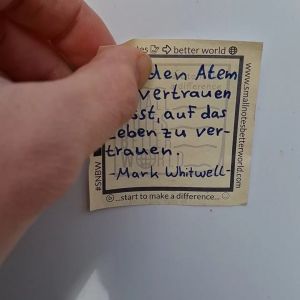 tes better world
den Atem
vertrauen
sst, auf das
Leben zu ver-
trauen
-Mark Whitwell-
...start to make a difference...
#SNBW
www.smallnotesbetterworld.com